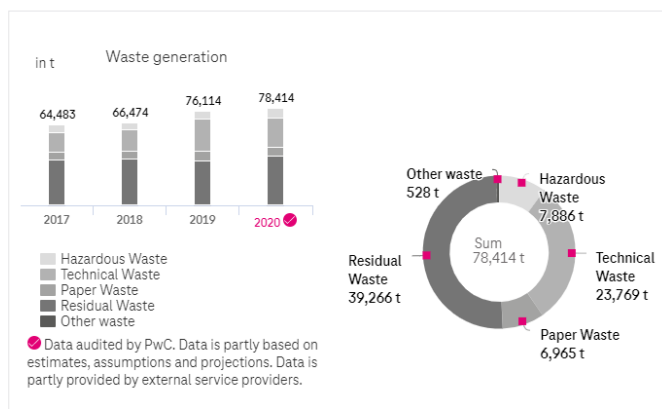 in t
Waste generation
64,483
66,474
76,114
78,414
2017
2018
2019
2020
Hazardous Waste
Technical Waste
Paper Waste
Residual Waste
Other waste
Data audited by PwC. Data is partly based on
estimates, assumptions and projections. Data is
partly provided by external service providers.
Other waste
528 t
Hazardous
Waste
7,886 t
Sum
78,414 t
Residual
Waste
39,266 t
Technical
Waste
23,769 t
Paper Waste
6,965 t